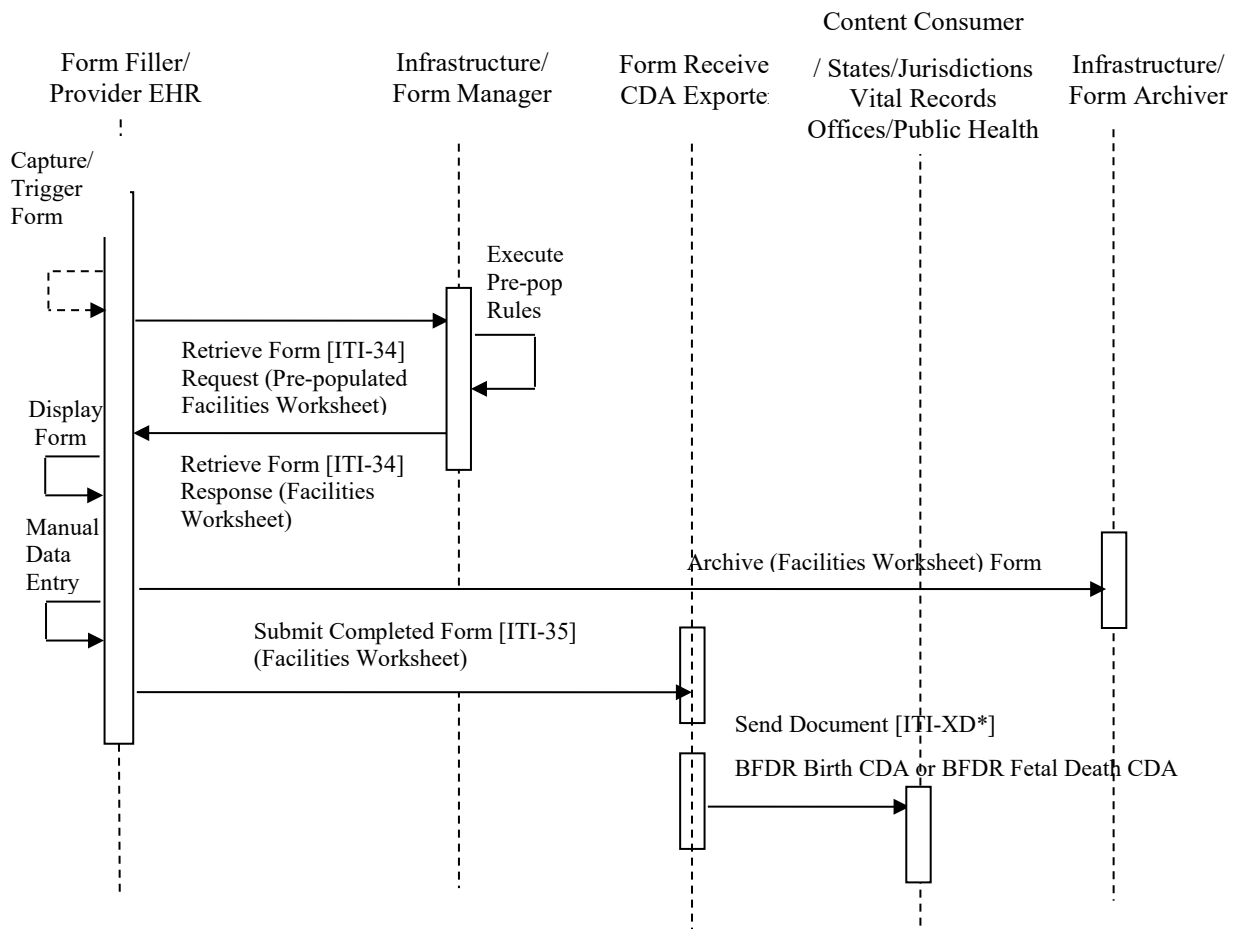 Content Consumer
Form Filler/
Provider EHR
Infrastructure/
Form Manager
Form Receive
CDA Exporte
/ States/Jurisdictions
Vital Records
Offices/Public Health
Infrastructure/
Form Archiver
Capture/
Trigger
Form
Execute
Pre-pop
Rules
Retrieve Form [ITI-34]
Request (Pre-populated
Facilities Worksheet)
Display
Form
Retrieve Form [ITI-34]
Response (Facilities
Worksheet)
Manual
Data
Entry
Archive (Facilities Worksheet) Form
Submit Completed Form [ITI-35]
(Facilities Worksheet)
Send Document [ITI-XD*]
BFDR Birth CDA or BFDR Fetal Death CDA